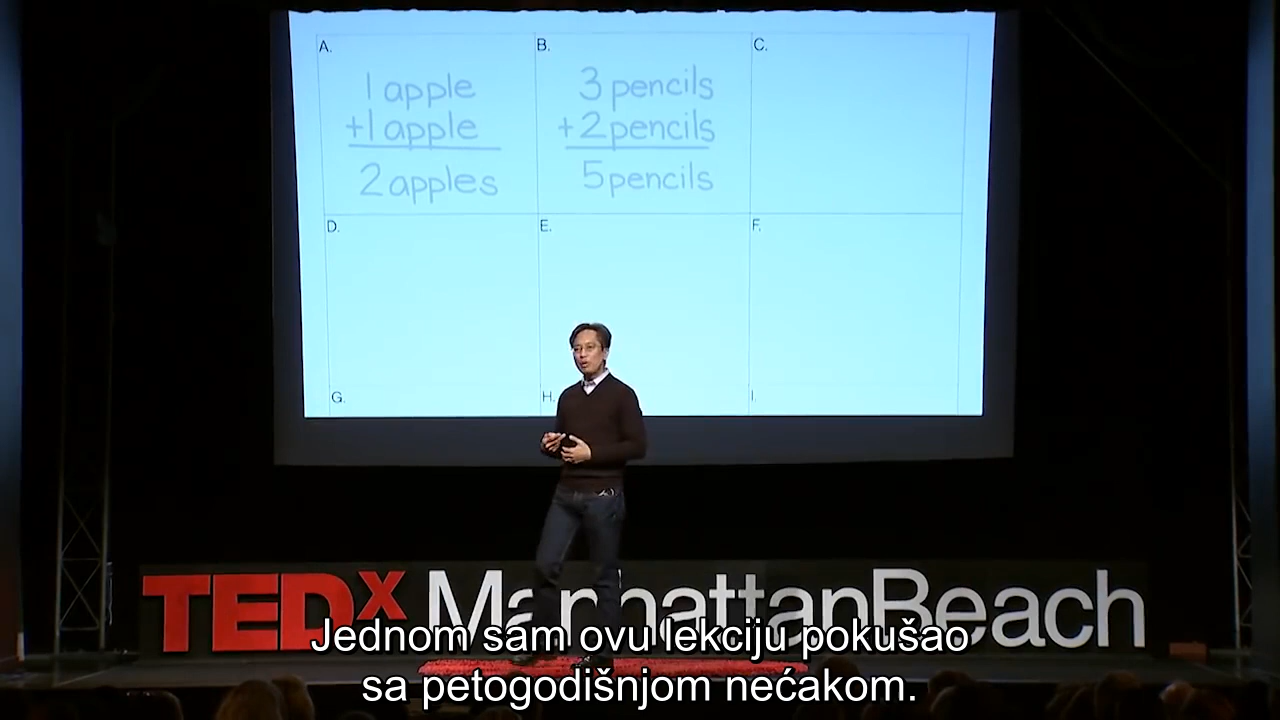 A.
1 apple
+1 apple
2 apples
B.
3 pencils
+2 pencils
5 pencils
C.
D.
E.
F.
G.
H.
I.
TEDx ManhattanBeach
Jednom sam ovu lekciju pokušao
sa petogodišnjom nećakom.